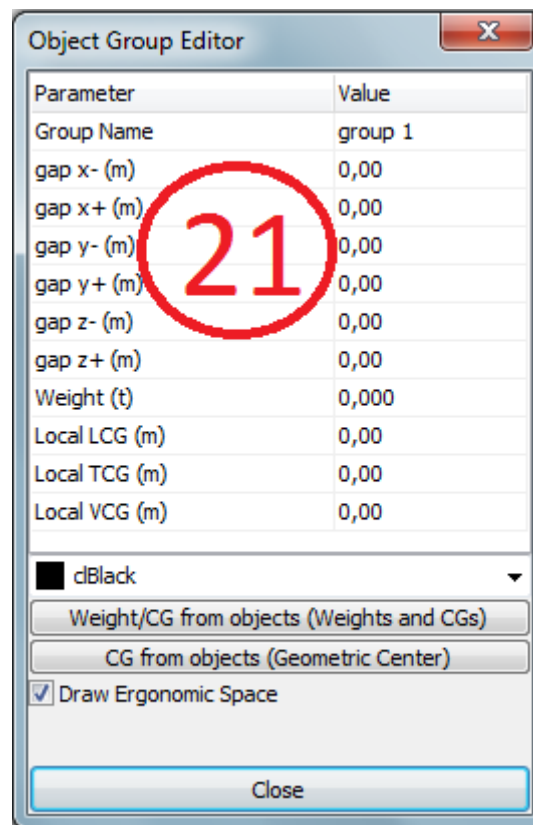 Object Group Editor
x
Parameter Value
Group Name group 1
gap x- (m) 0,00
gap x+ (m) 0,00
gap y- (m) 0,00
gap y+ (m) 0,00
gap z- (m) 0,00
gap z+ (m) 0,00
21
Weight (t) 0,000
Local LCG (m) 0,00
Local TCG (m) 0,00
Local VCG (m) 0,00
clBlack
Weight/CG from objects (Weights and CGs)
CG from objects (Geometric Center)
Draw Ergonomic Space
Close